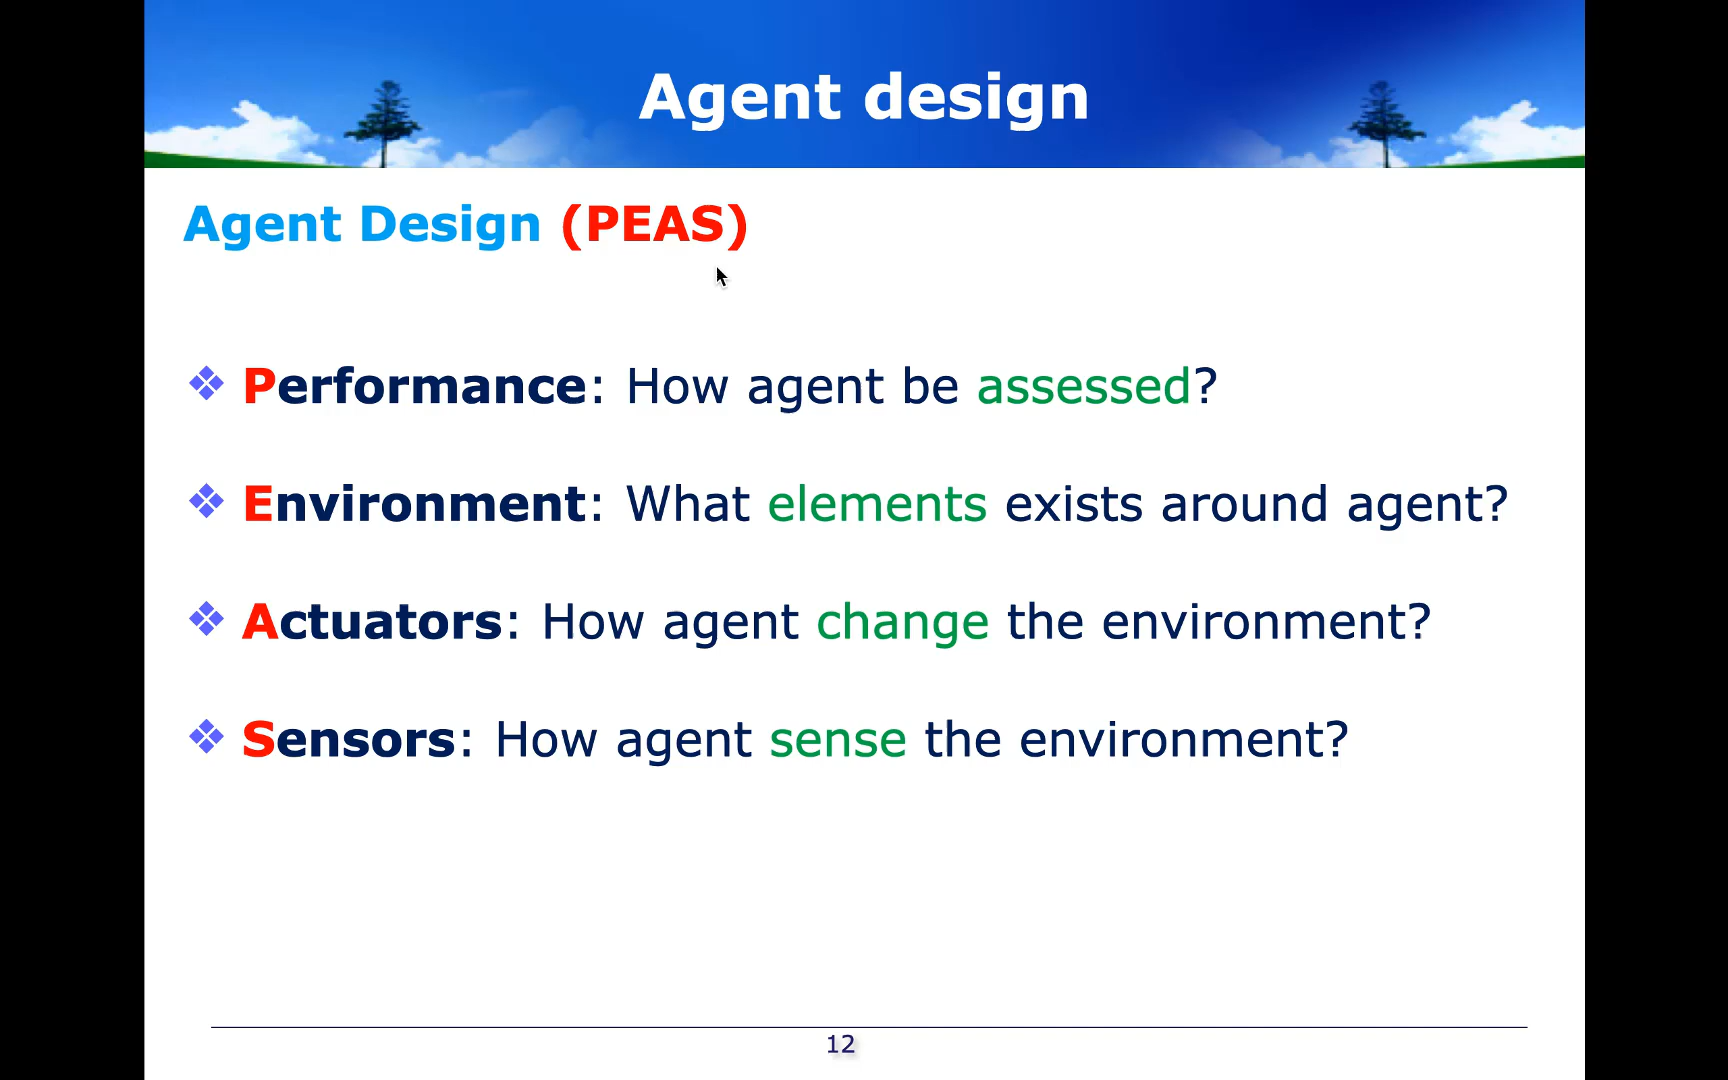 Agent design
Agent Design (PEAS)
❖ Performance: How agent be assessed?
❖ Environment: What elements exists around agent?
❖ Actuators: How agent change the environment?
❖ Sensors: How agent sense the environment?
12